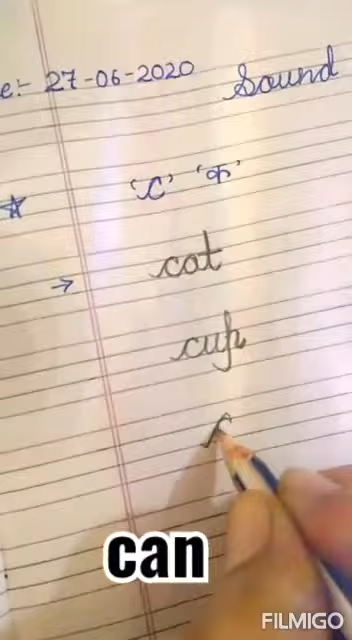 e:- 27-06-2020 Sound
☆ 'C' 'क'
→ cat
cup
c
can
FILMIGO